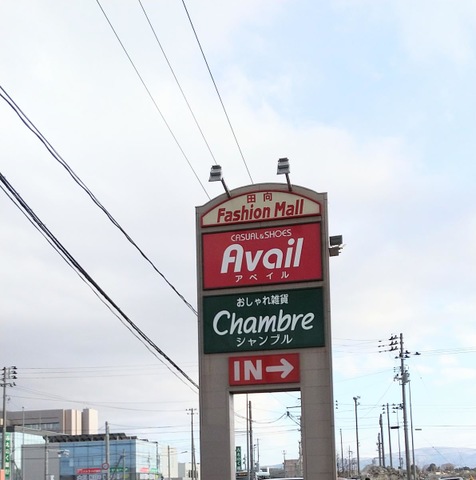 田向
Fashion Mall
CASUAL&SHOES
Avail
アベイル
おしゃれ雑貨
Chambre
シャンブル
IN→